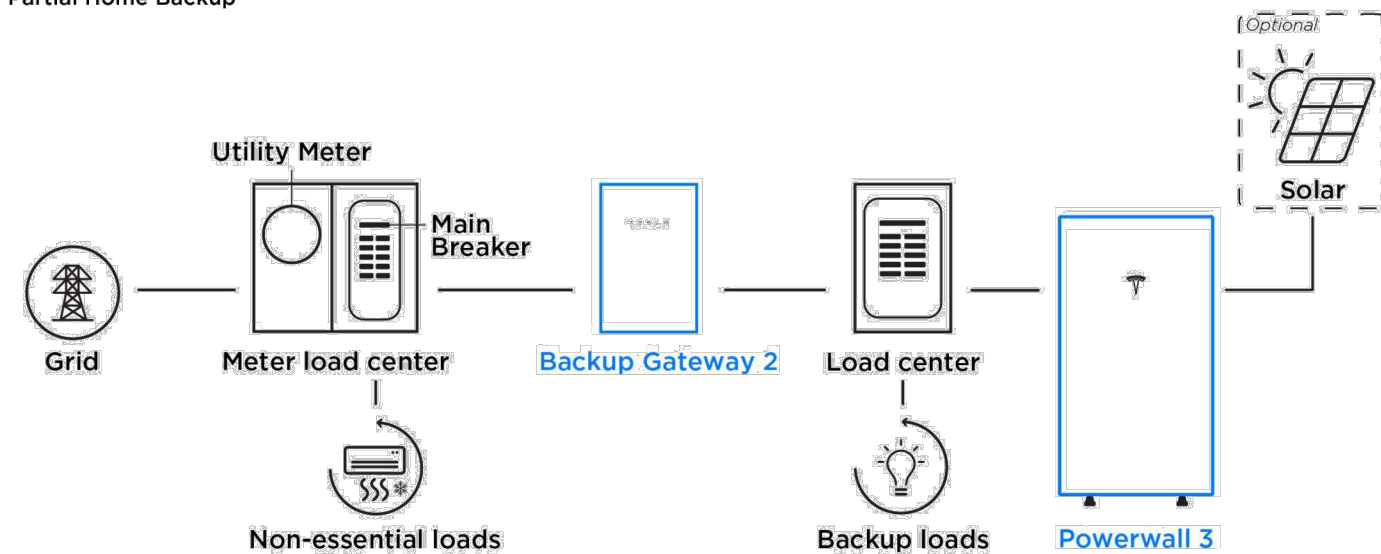 Partial Home Backup
Optional
Solar
Utility Meter
Main
Breaker
Grid
Meter load center
Backup Gateway 2
Load center
Non-essential loads
Backup loads
Powerwall 3